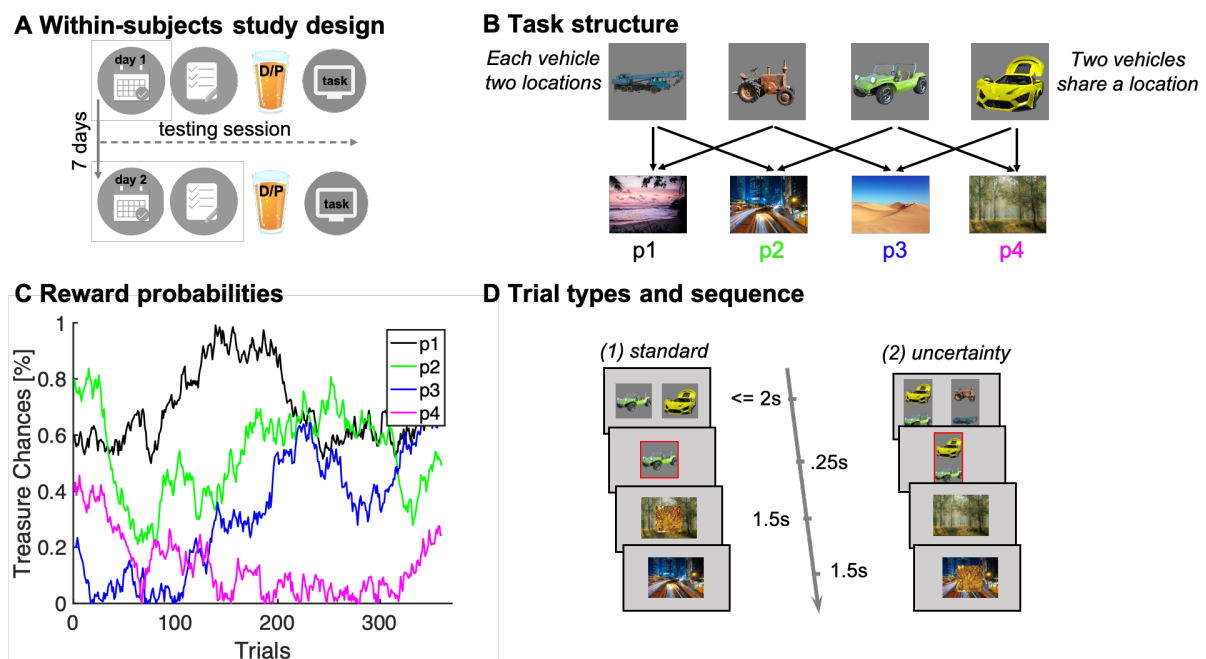 A Within-subjects study design
day 1
D/P
task
7 days
testing session
day 2
D/P
task
B Task structure
Each vehicle
two locations
Two vehicles
share a location
p1
p2
p3
p4
C Reward probabilities
Treasure Chances [%]
1
0.8
0.6
0.4
0.2
0
0
100
200
300
Trials
p1
p2
p3
p4
D Trial types and sequence
(1) standard
(2) uncertainty
<= 2s
.25s
1.5s
1.5s